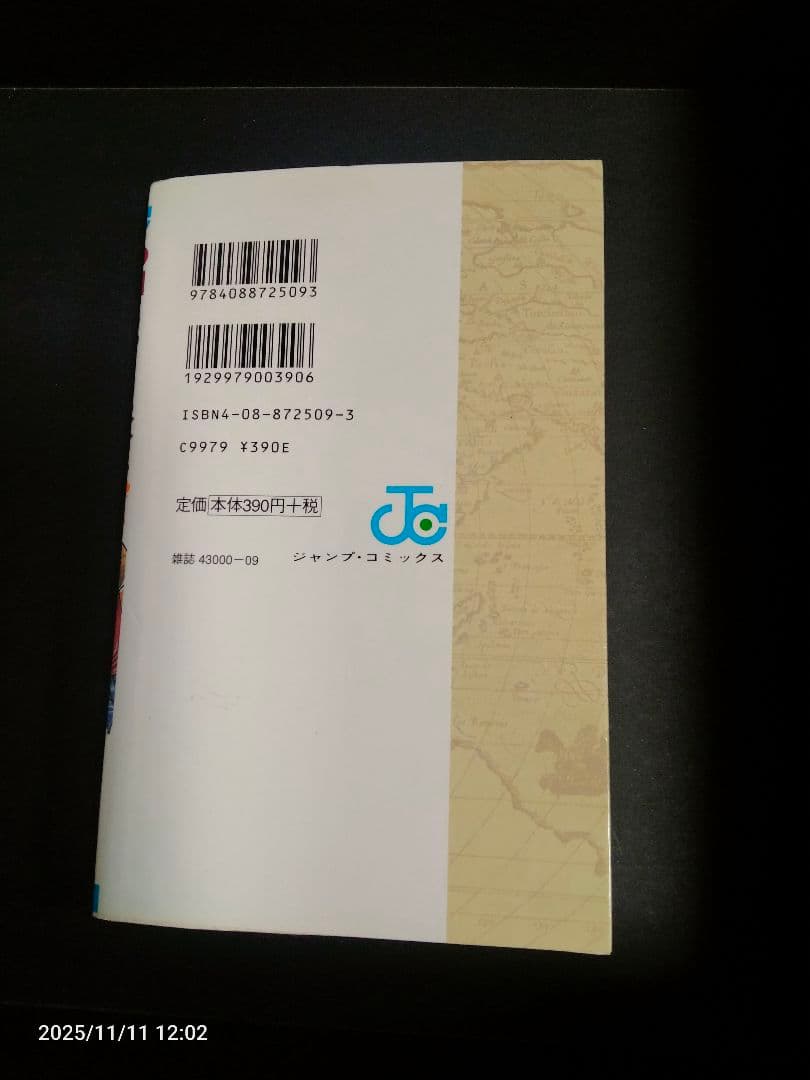 9784088725093
1929979003906
ISBN4-08-872509-3
C9979 ¥390E
定価 本体390円+税
JC
雑誌 43000-09
ジャンプ・コミックス
2025/11/11 12:02